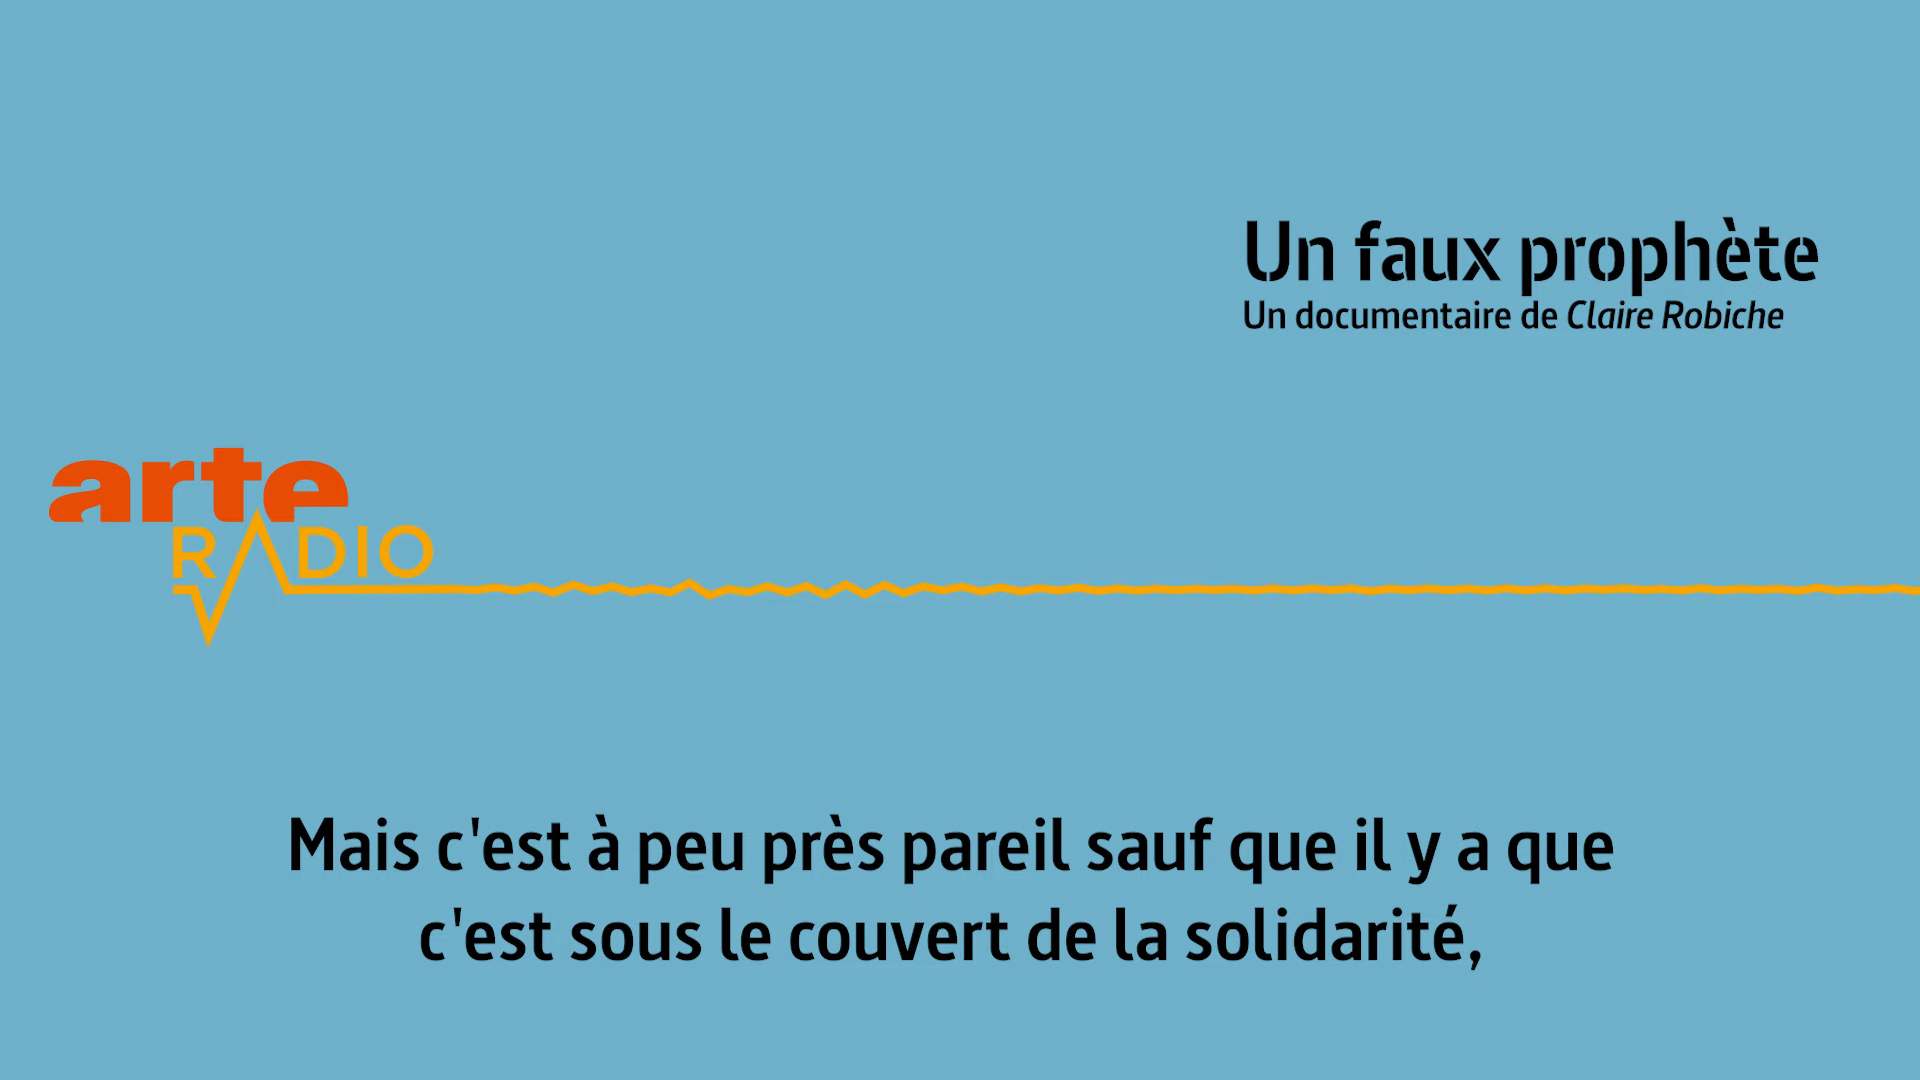 Un faux prophète
Un documentaire de Claire Robiche
arte
RADIO
Mais c'est à peu près pareil sauf que il y a que
c'est sous le couvert de la solidarité,